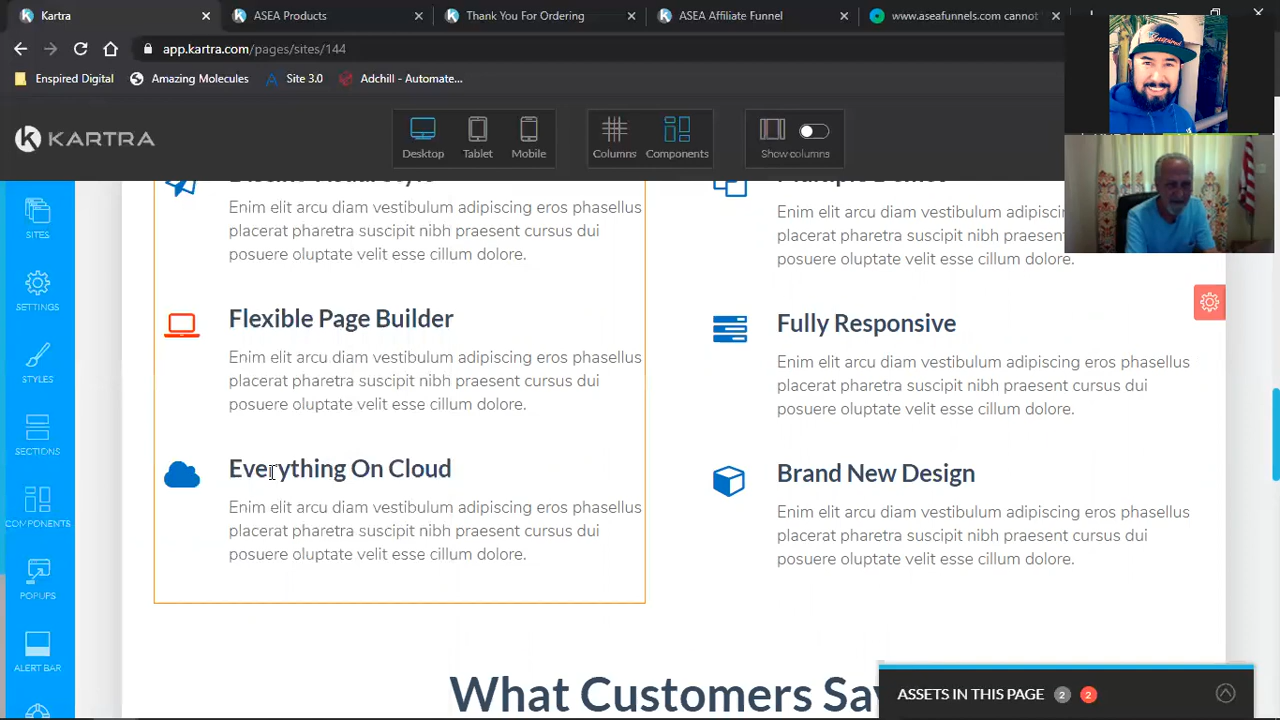 Kartra
ASEA Products
Thank You For Ordering
ASEA Affiliate Funnel
www.aseafunnels.com cannot
app.kartra.com/pages/sites/144
Enspired Digital
Amazing Molecules
Site 3.0
Adchill - Automate...
KARTRA
Desktop
Tablet
Mobile
Columns
Components
Show columns
SITES
SETTINGS
STYLES
SECTIONS
COMPONENTS
POPUPS
ALERT BAR
Enim elit arcu diam vestibulum adipiscing eros phasellus
placerat pharetra suscipit nibh praesent cursus dui
posuere oluptate velit esse cillum dolore.
Flexible Page Builder
Enim elit arcu diam vestibulum adipiscing eros phasellus
placerat pharetra suscipit nibh praesent cursus dui
posuere oluptate velit esse cillum dolore.
Everything On Cloud
Enim elit arcu diam vestibulum adipiscing eros phasellus
placerat pharetra suscipit nibh praesent cursus dui
posuere oluptate velit esse cillum dolore.
Enim elit arcu diam vestibulum adipisci
placerat pharetra suscipit nibh praesent
posuere oluptate velit esse cillum dolore.
Fully Responsive
Enim elit arcu diam vestibulum adipiscing eros phasellus
placerat pharetra suscipit nibh praesent cursus dui
posuere oluptate velit esse cillum dolore.
Brand New Design
Enim elit arcu diam vestibulum adipiscing eros phasellus
placerat pharetra suscipit nibh praesent cursus dui
posuere oluptate velit esse cillum dolore.
What Customers Say
ASSETS IN THIS PAGE 2 2